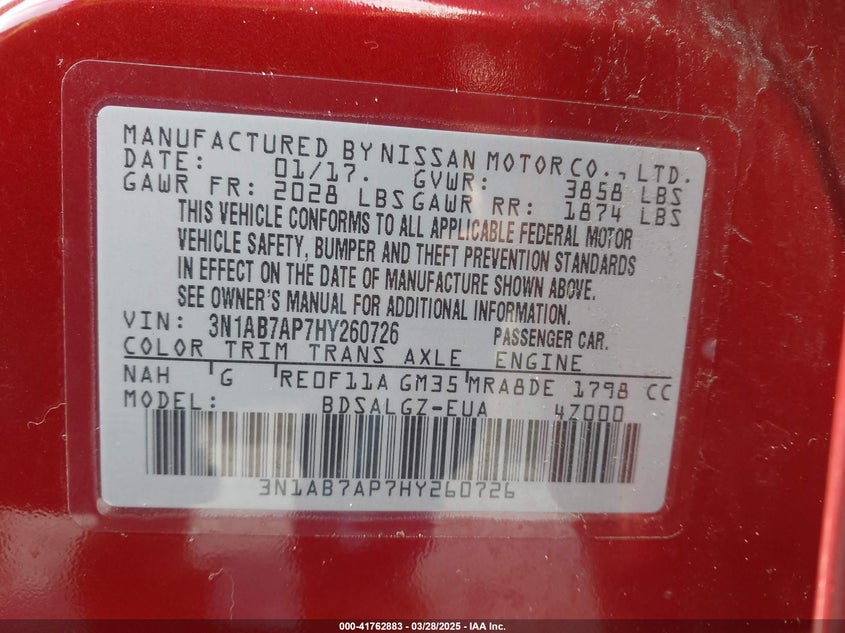 MANUFACTURED BY NISSAN MOTOR CO., LTD.
DATE: 01/17. GVWR: 3858 LBS
GAWR FR: 2028 LBS GAWR RR: 1874 LBS
THIS VEHICLE CONFORMS TO ALL APPLICABLE FEDERAL MOTOR
VEHICLE SAFETY, BUMPER AND THEFT PREVENTION STANDARDS
IN EFFECT ON THE DATE OF MANUFACTURE SHOWN ABOVE.
SEE OWNER'S MANUAL FOR ADDITIONAL INFORMATION.
VIN: 3N1AB7AP7HY260726 PASSENGER CAR.
COLOR TRIM TRANS AXLE ENGINE
NAH G RE0F11A GM35 MRA8DE 1798 CC
MODEL: BDSALGZ-EUA 47000
3N1AB7AP7HY260726
000-41762883 - 03/28/2025 - IAA Inc.